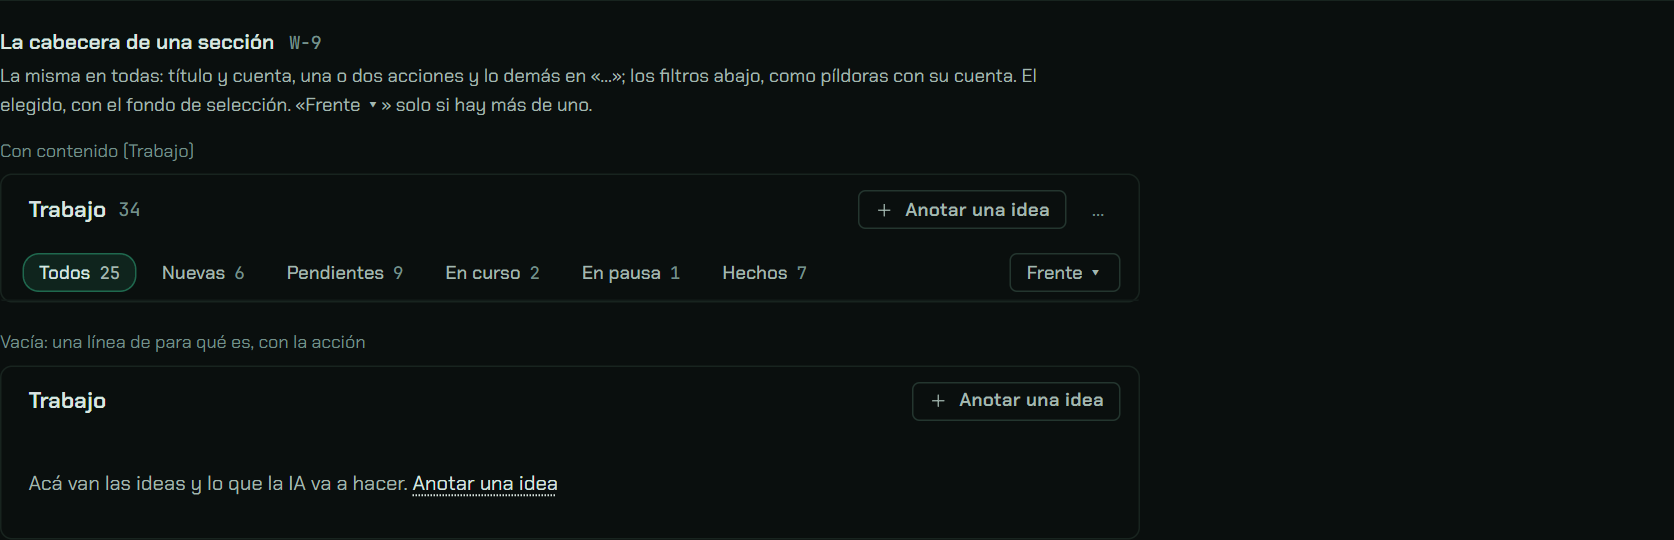 La cabecera de una sección W-9
La misma en todas: título y cuenta, una o dos acciones y lo demás en «…»; los filtros abajo, como píldoras con su cuenta. El
elegido, con el fondo de selección. «Frente ▾» solo si hay más de uno.
Con contenido (Trabajo)
Trabajo 34
+ Anotar una idea …
Todos 25 Nuevas 6 Pendientes 9 En curso 2 En pausa 1 Hechos 7 Frente ▾
Vacía: una línea de para qué es, con la acción
Trabajo + Anotar una idea
Acá van las ideas y lo que la IA va a hacer. Anotar una idea